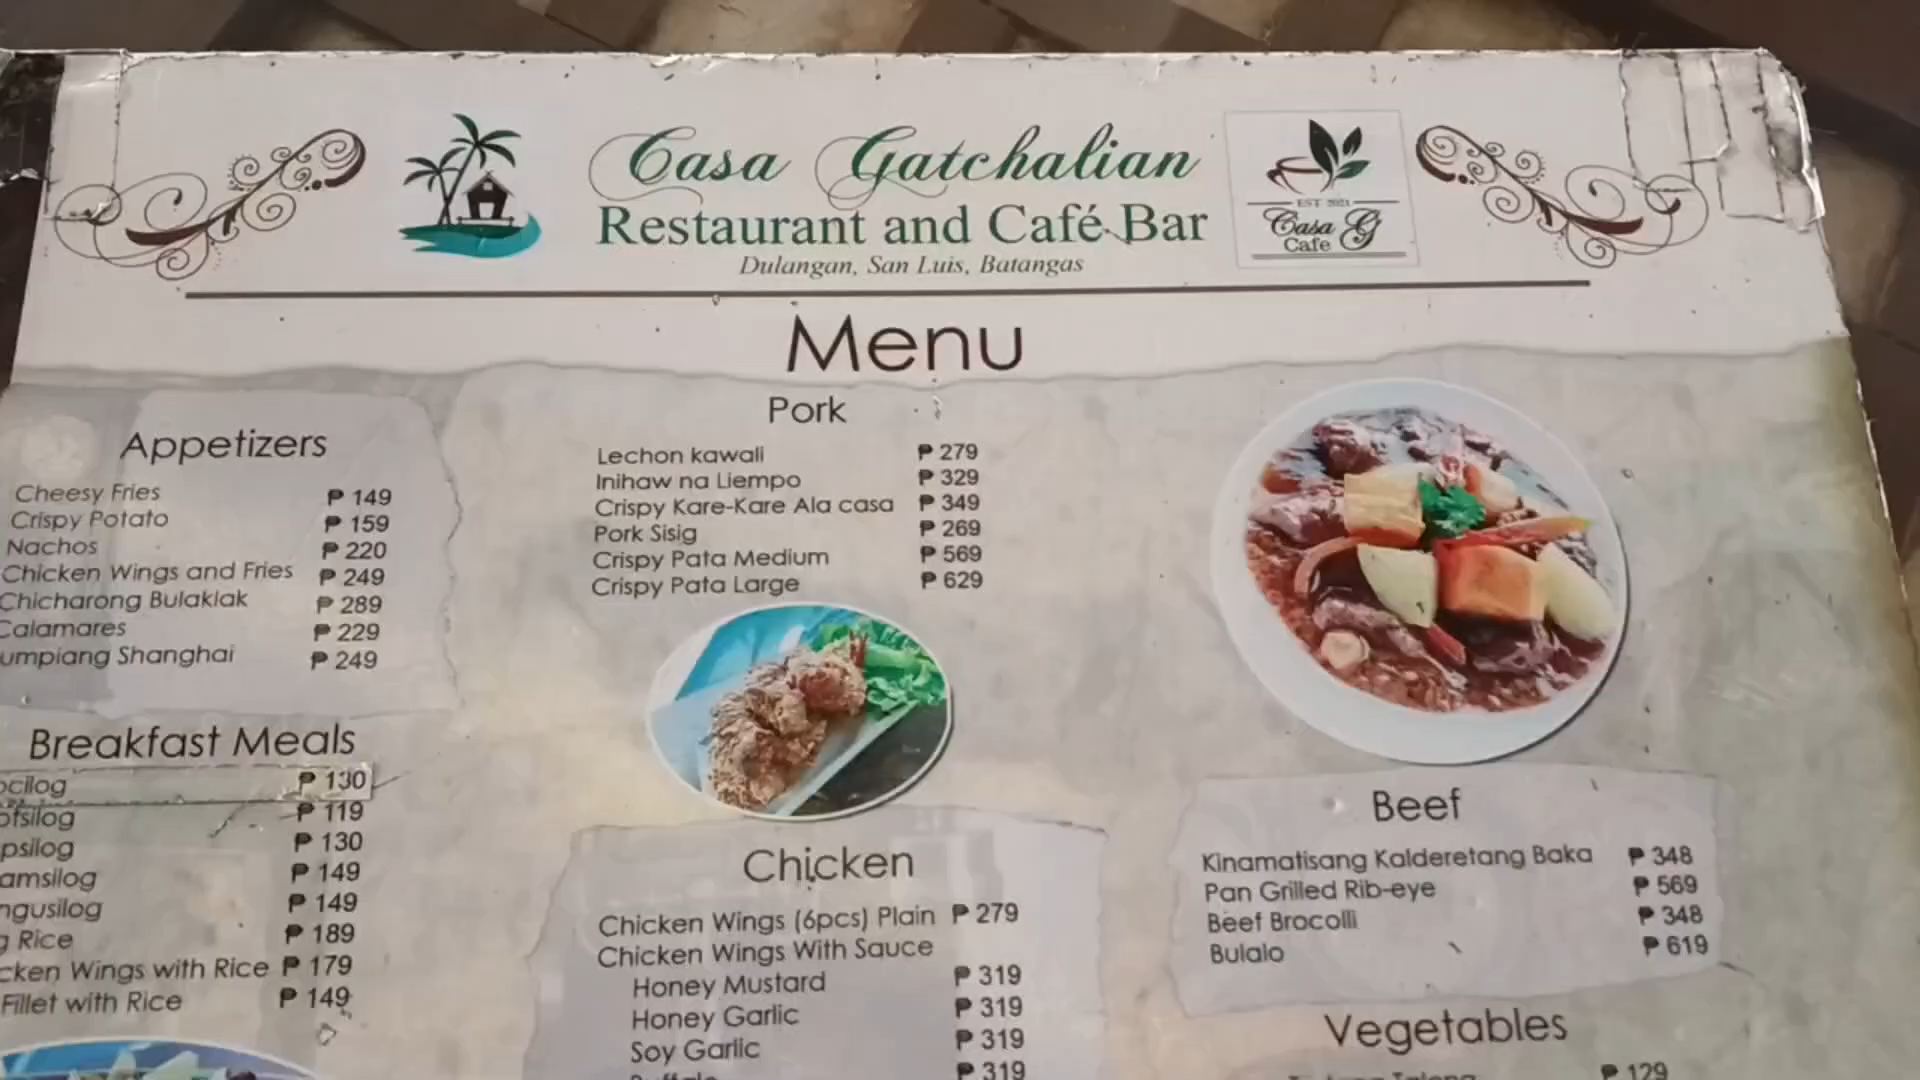 Casa Gatchalian
Restaurant and Café Bar
Dulangan, San Luis, Batangas
EST 2021
Casa G
Cafe
Menu
Appetizers
Cheesy Fries ₱ 149
Crispy Potato ₱ 159
Nachos ₱ 220
Chicken Wings and Fries ₱ 249
Chicharong Bulaklak ₱ 289
Calamares ₱ 229
umpiang Shanghai ₱ 249
Breakfast Meals
ocilog ₱ 130
otsilog ₱ 119
psilog ₱ 130
amsilog ₱ 149
ngusilog ₱ 149
g Rice ₱ 189
cken Wings with Rice ₱ 179
Fillet with Rice ₱ 149
Pork
Lechon kawali ₱ 279
Inihaw na Liempo ₱ 329
Crispy Kare-Kare Ala casa ₱ 349
Pork Sisig ₱ 269
Crispy Pata Medium ₱ 569
Crispy Pata Large ₱ 629
Chicken
Chicken Wings (6pcs) Plain ₱ 279
Chicken Wings With Sauce
Honey Mustard ₱ 319
Honey Garlic ₱ 319
Soy Garlic ₱ 319
₱ 319
Beef
Kinamatisang Kalderetang Baka ₱ 348
Pan Grilled Rib-eye ₱ 569
Beef Brocolli ₱ 348
Bulalo ₱ 619
Vegetables
₱ 129